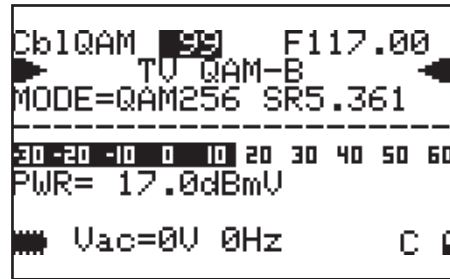 CblQAM 99 F117.00
TV QAM-B
MODE=QAM256 SR5.361
-30 -20 -10 0 10 20 30 40 50 60
PWR= 17.0dBmV
Vac=0V 0Hz C